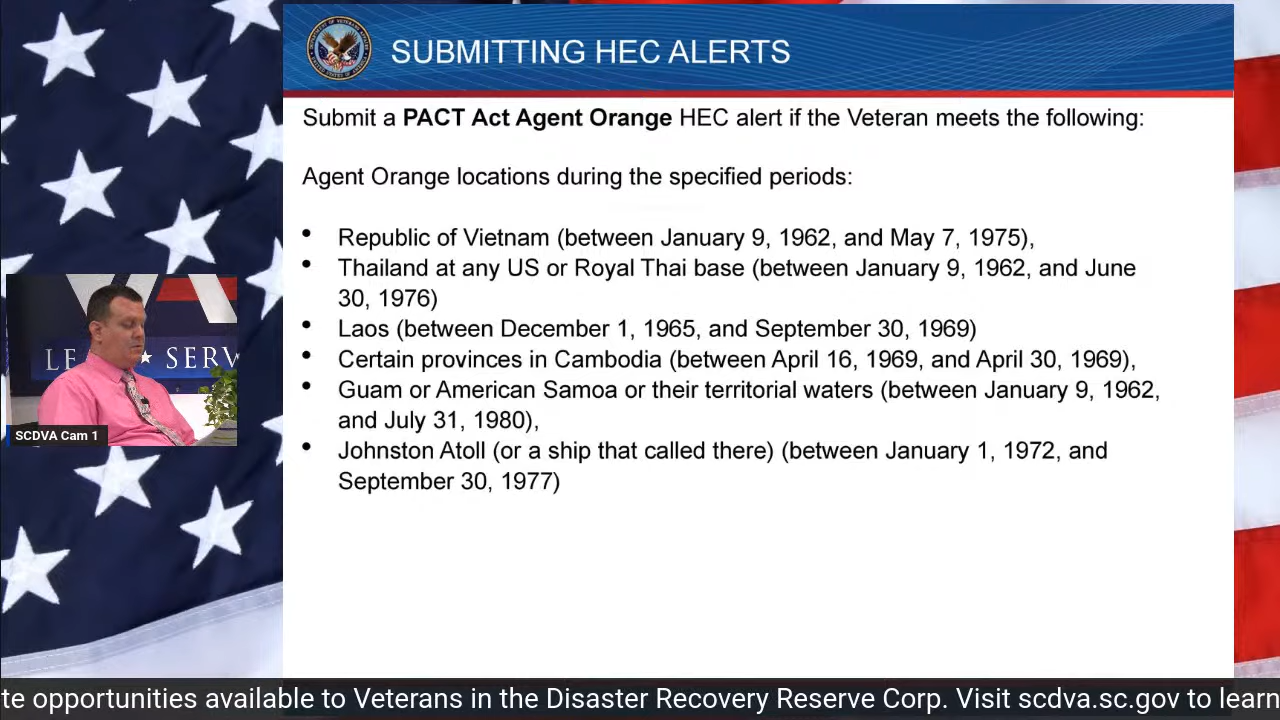 SUBMITTING HEC ALERTS
Submit a PACT Act Agent Orange HEC alert if the Veteran meets the following:
Agent Orange locations during the specified periods:
• Republic of Vietnam (between January 9, 1962, and May 7, 1975),
• Thailand at any US or Royal Thai base (between January 9, 1962, and June
30, 1976)
• Laos (between December 1, 1965, and September 30, 1969)
• Certain provinces in Cambodia (between April 16, 1969, and April 30, 1969),
• Guam or American Samoa or their territorial waters (between January 9, 1962,
and July 31, 1980),
• Johnston Atoll (or a ship that called there) (between January 1, 1972, and
September 30, 1977)
SERV
SCDVA Cam 1
te opportunities available to Veterans in the Disaster Recovery Reserve Corp. Visit scdva.sc.gov to learn